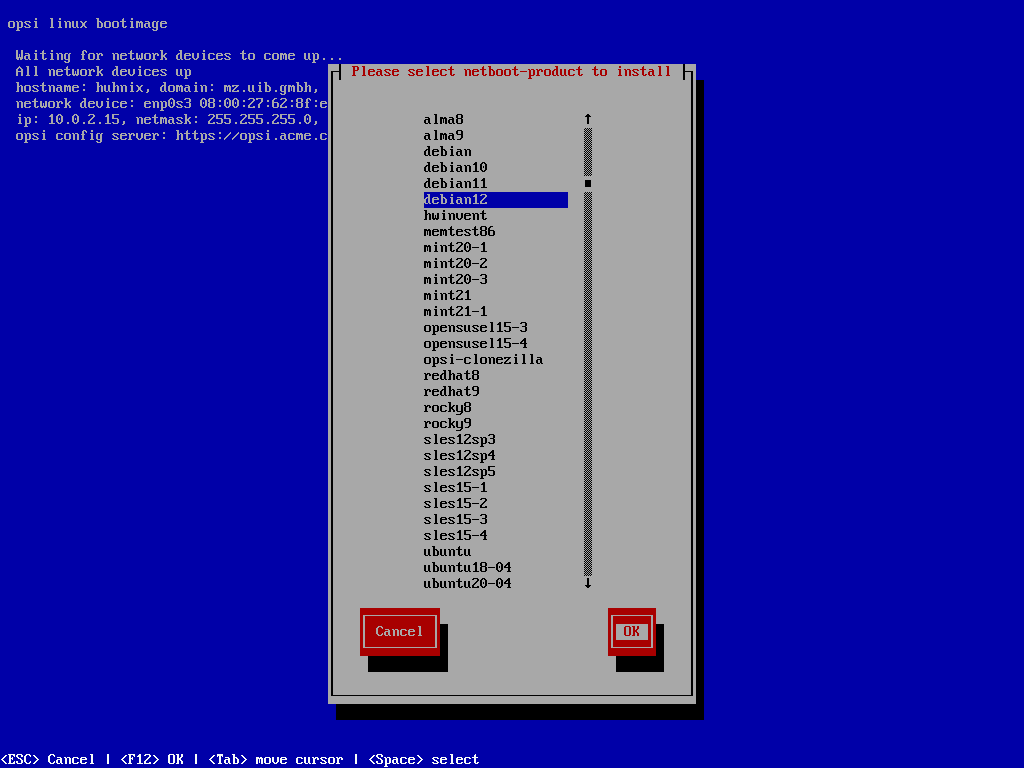 opsi linux bootimage
Waiting for network devices to come up...
All network devices up
hostname: huhnix, domain: mz.uib.gmbh,
network device: enp0s3 08:00:27:62:8f:e
ip: 10.0.2.15, netmask: 255.255.255.0,
opsi config server: https://opsi.acme.c
Please select netboot-product to install
alma8
alma9
debian
debian10
debian11
debian12
hwinvent
memtest86
mint20-1
mint20-2
mint20-3
mint21
mint21-1
opensusel15-3
opensusel15-4
opsi-clonezilla
redhat8
redhat9
rocky8
rocky9
sles12sp3
sles12sp4
sles12sp5
sles15-1
sles15-2
sles15-3
sles15-4
ubuntu
ubuntu18-04
ubuntu20-04
Cancel OK
<ESC> Cancel | <F12> OK | <Tab> move cursor | <Space> select